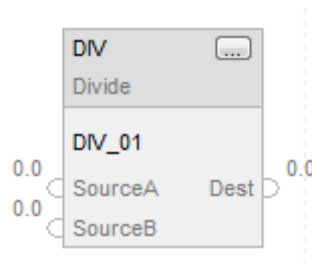 DIV ...
Divide
DIV_01
0.0 0.0
SourceA Dest
0.0
SourceB